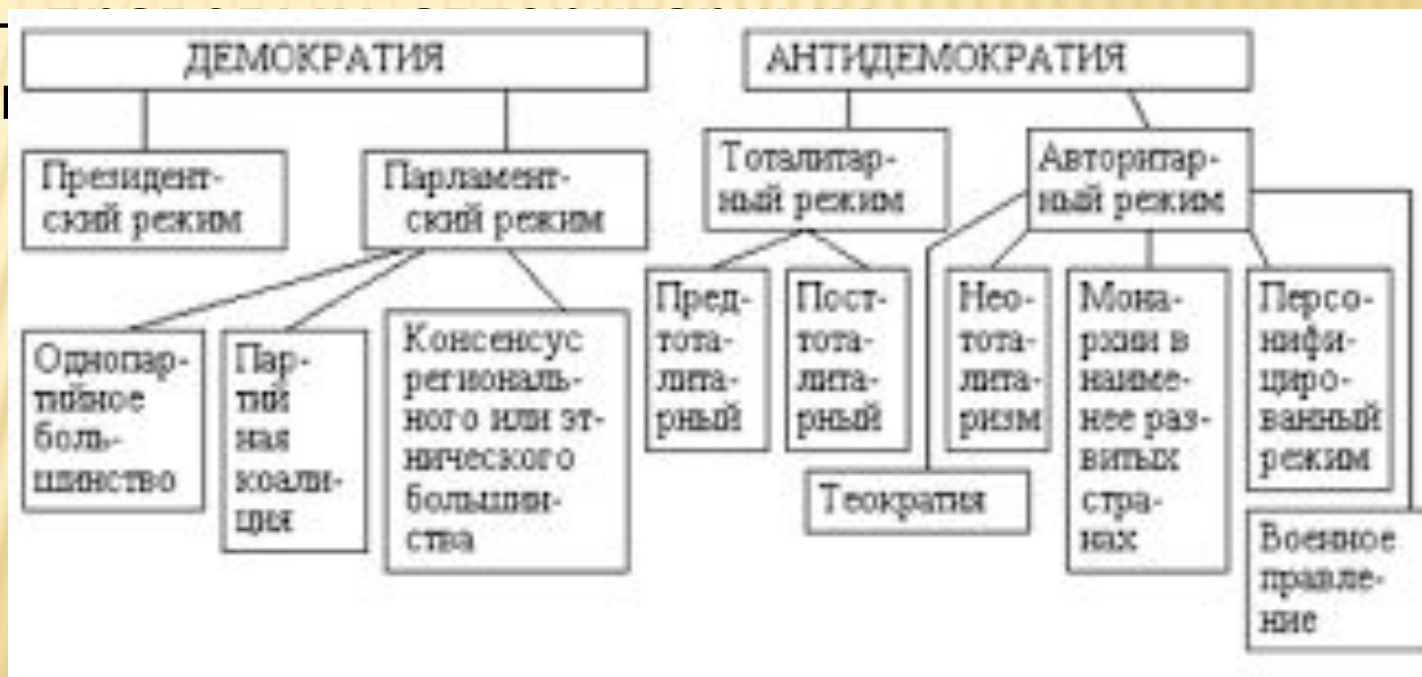 ДЕМОКРАТИЯ
АНТИДЕМОКРАТИЯ
Президент-
ский режим
Парламент-
ский режим
Тоталитар-
ный режим
Авторитар-
ный режим
Однопар-
тийное
боль-
шинство
Пар-
тий
ная
коали-
ция
Консенсус
региональ-
ного или эт-
нического
большин-
ства
Пред-
тота-
лита-
рный
Пост-
тота-
лита-
рный
Нео-
тота-
лита-
ризм
Мона-
рхии в
наиме-
нее раз-
витых
стра-
нах
Персо-
нифи-
циро-
ванный
режим
Теократия
Военное
правле-
ние